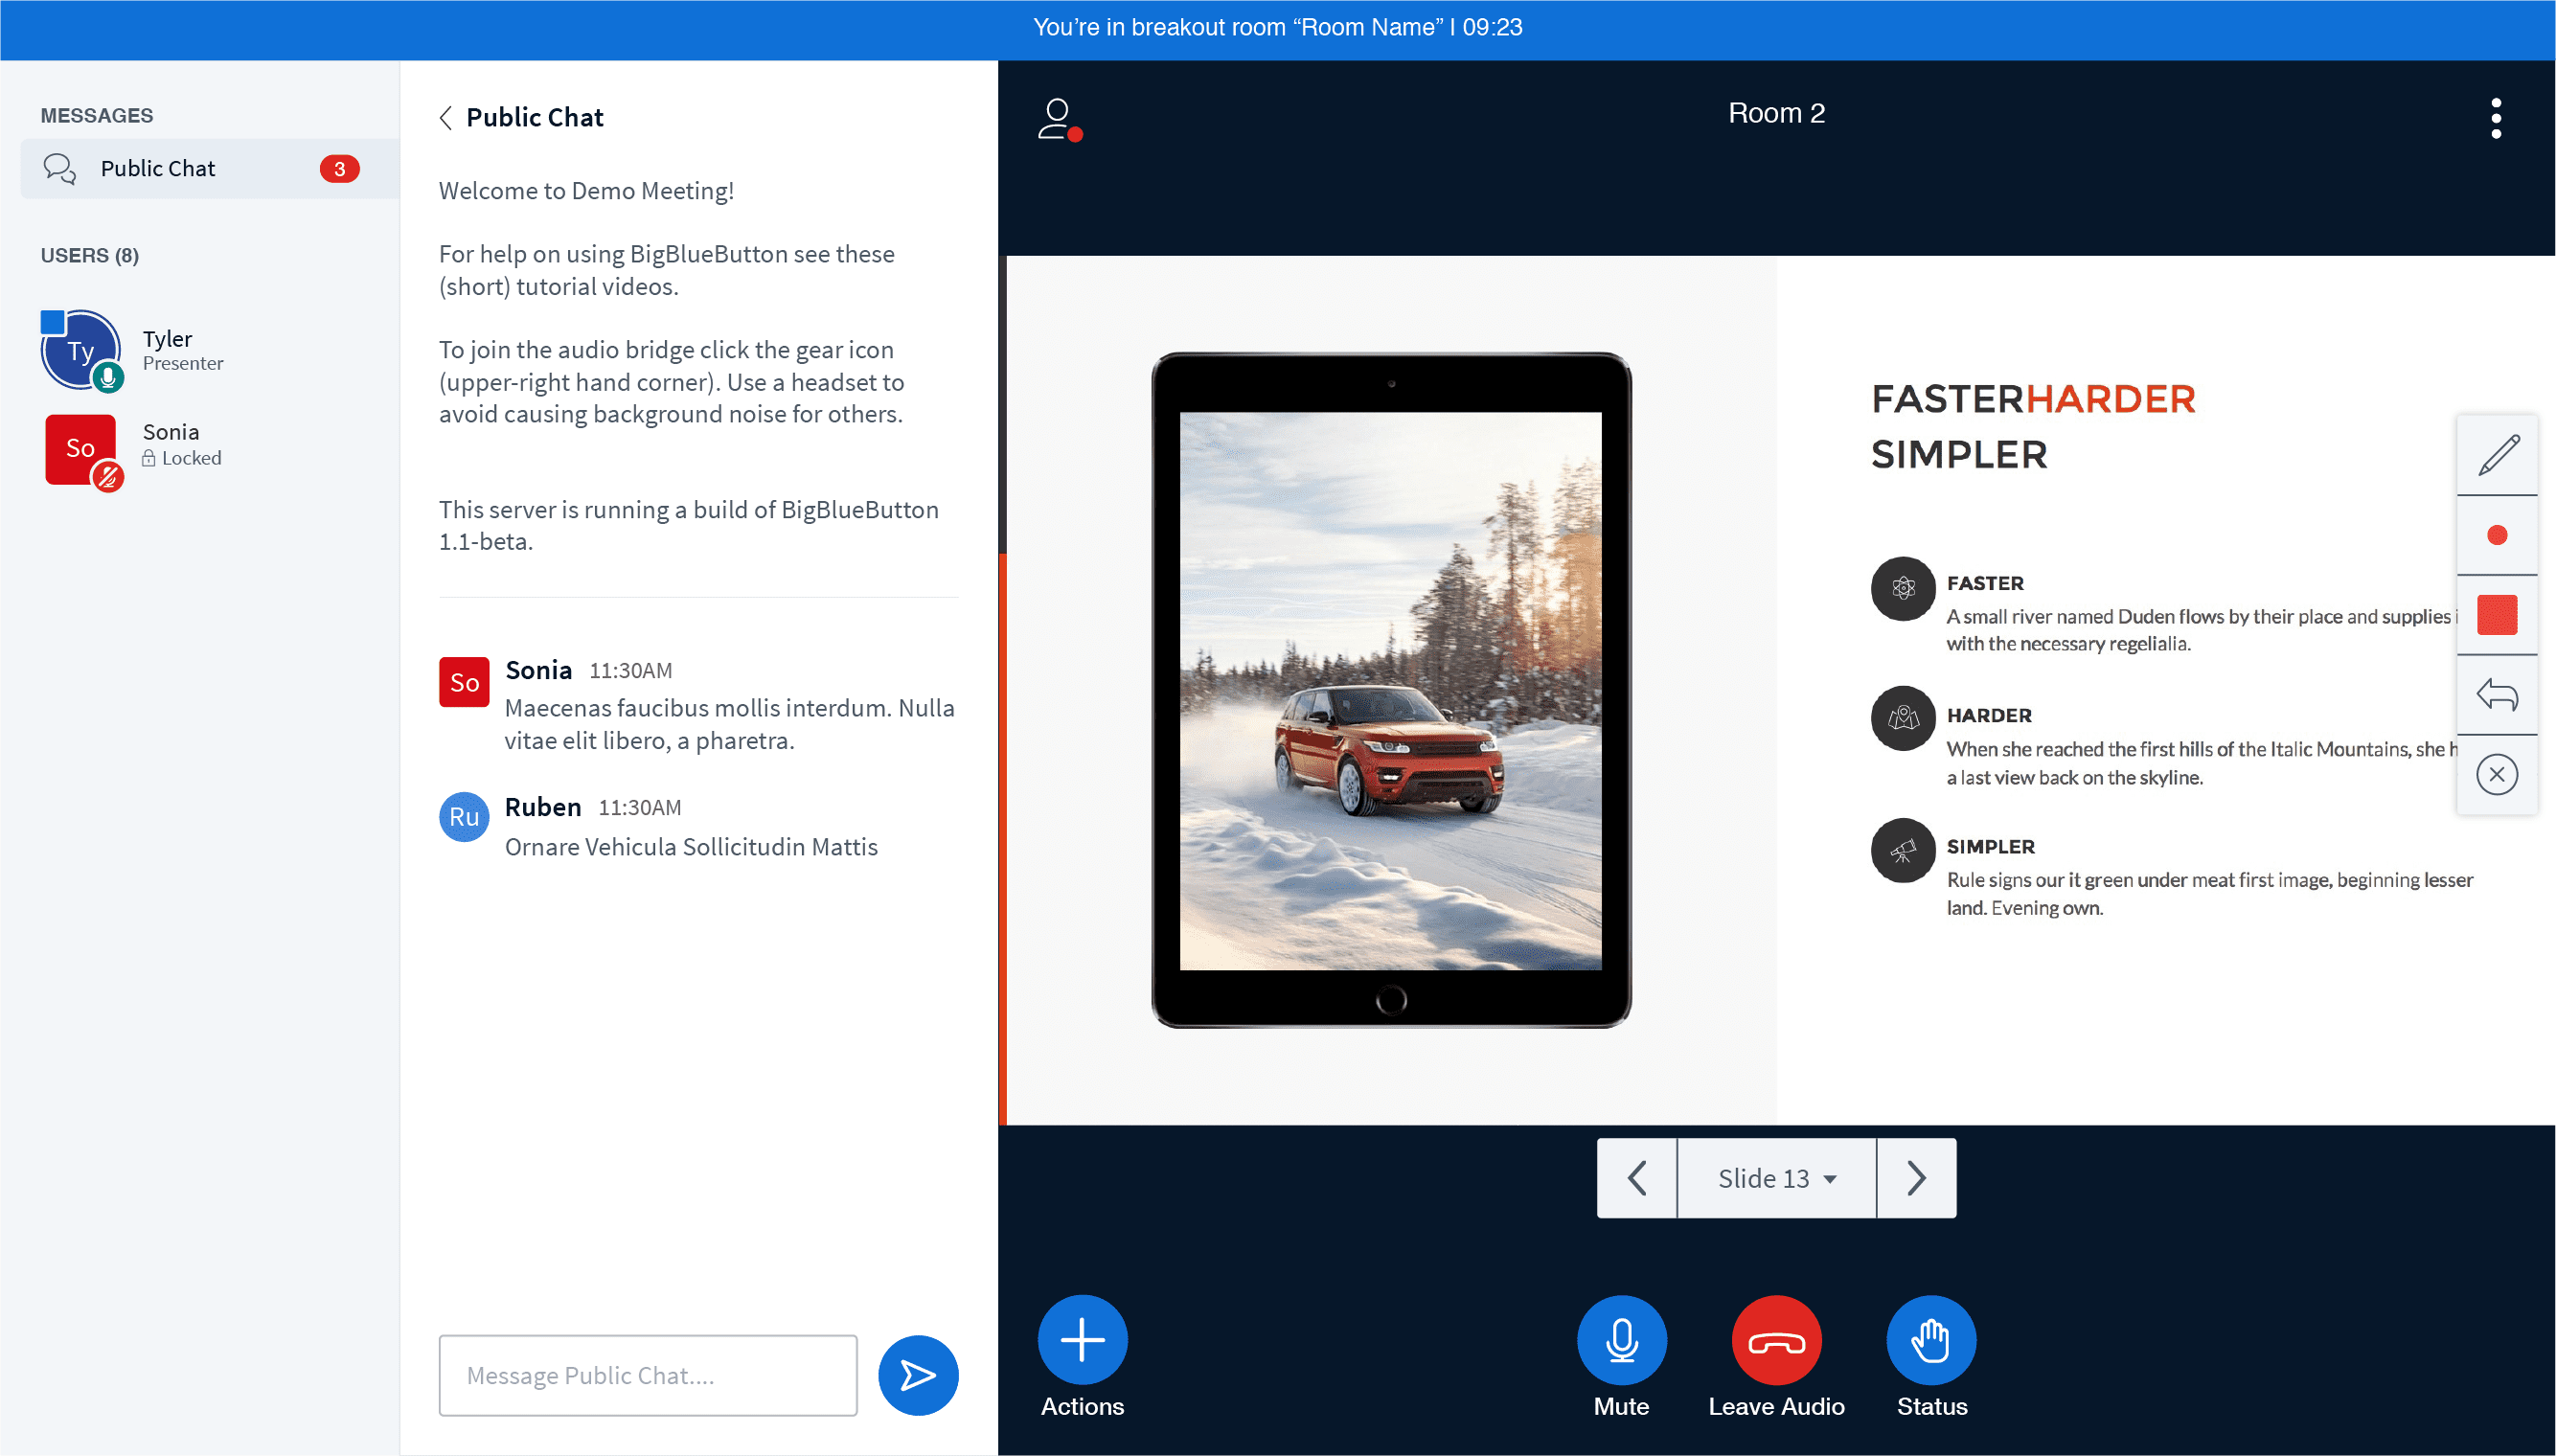 You’re in breakout room “Room Name” I 09:23
MESSAGES
Public Chat
3
USERS (8)
Ty
Tyler
Presenter
So
Sonia
Locked
Public Chat
Welcome to Demo Meeting!
For help on using BigBlueButton see these
(short) tutorial videos.
To join the audio bridge click the gear icon
(upper-right hand corner). Use a headset to
avoid causing background noise for others.
This server is running a build of BigBlueButton
1.1-beta.
So
Sonia 11:30AM
Maecenas faucibus mollis interdum. Nulla
vitae elit libero, a pharetra.
Ru
Ruben 11:30AM
Ornare Vehicula Sollicitudin Mattis
Message Public Chat....
Room 2
FASTERHARDER
SIMPLER
FASTER
A small river named Duden flows by their place and supplies
with the necessary regelialia.
HARDER
When she reached the first hills of the Italic Mountains, she
a last view back on the skyline.
SIMPLER
Rule signs our it green under meat first image, beginning lesser
land. Evening own.
Slide 13
Actions
Mute
Leave Audio
Status